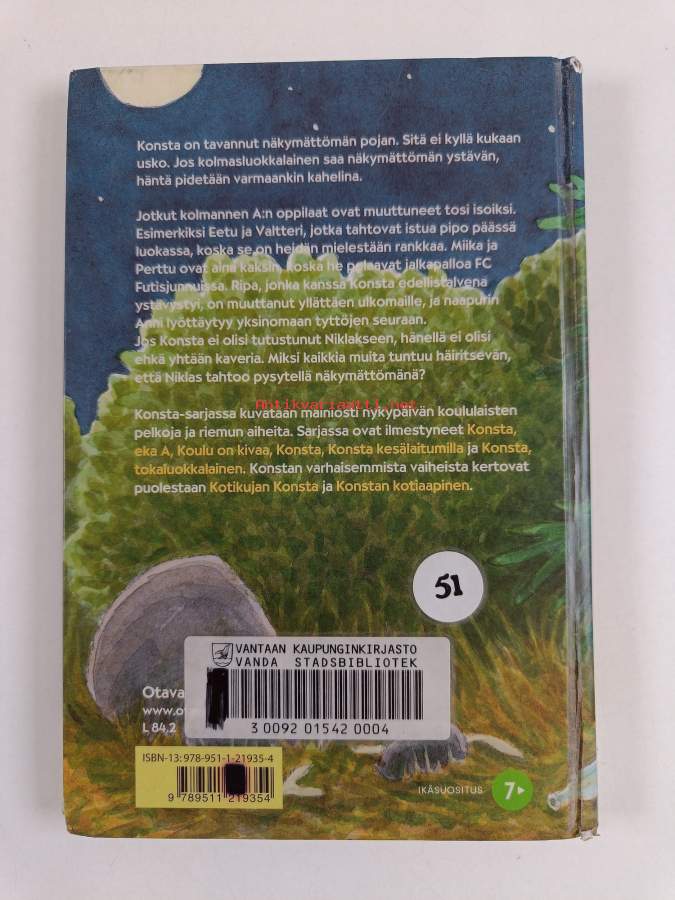 Konsta on tavannut näkymättömän pojan. Sitä ei kyllä kukaan
usko. Jos kolmasluokkalainen saa näkymättömän ystävän,
häntä pidetään varmaankin kahelina.
Jotkut kolmannen A:n oppilaat ovat muuttuneet tosi isoiksi.
Esimerkiksi Eetu ja Valtteri, jotka tahtovat istua pipo päässä
luokassa, koska se on heidän mielestään rankkaa. Miika ja
Perttu ovat aina kaksin, koska he pelaavat jalkapalloa FC
Futisjunnuissa. Ripa, jonka kanssa Konsta edellistalvena
ystävystyi, on muuttanut yllättäen ulkomaille, ja naapurin
Anni lyöttäytyy yksinomaan tyttöjen seuraan.
Jos Konsta ei olisi tutustunut Niklakseen, hänellä ei olisi
ehkä yhtään kaveria. Miksi kaikkia muita tuntuu häiritsevän,
että Niklas tahtoo pysytellä näkymättömänä?
Antikvariaatti.net
Konsta-sarjassa kuvataan mainiosti nykypäivän koululaisten
pelkoja ja riemun aiheita. Sarjassa ovat ilmestyneet Konsta,
eka A, Koulu on kivaa, Konsta, Konsta kesälaitumilla ja Konsta,
tokaluokkalainen. Konstan varhaisemmista vaiheista kertovat
puolestaan Kotikujan Konsta ja Konstan kotiaapinen.
51
VANTAAN KAUPUNGINKIRJASTO
VANDA STADSBIBLIOTEK
3 0092 01542 0004
Otava
www.ota
L 84,2
ISBN-13: 978-951-1-21935-4
9 789511 219354
IKÄSUOSITUS 7